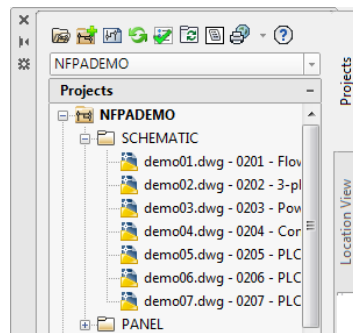 NFPADEMO
Projects
NFPADEMO
SCHEMATIC
demo01.dwg - 0201 - Flow
demo02.dwg - 0202 - 3-pl
demo03.dwg - 0203 - Pow
demo04.dwg - 0204 - Con
demo05.dwg - 0205 - PLC
demo06.dwg - 0206 - PLC
demo07.dwg - 0207 - PLC
PANEL
Projects
Location View